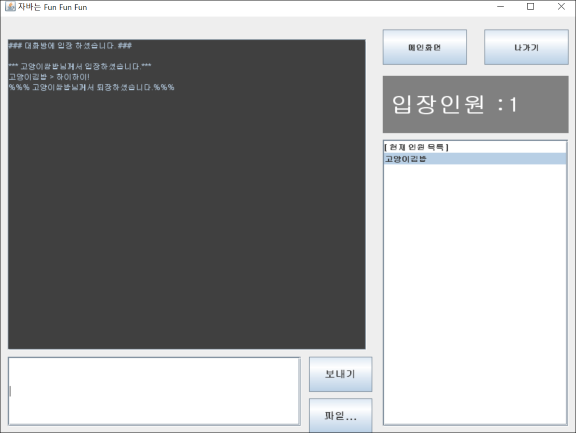 자바는 Fun Fun Fun
### 대화방에 입장 하셨습니다. ###
*** 고양이쌈밥님께서 입장하셨습니다.***
고양이김밥 > 하이하이!
%%% 고양이쌈밥님께서 퇴장하셨습니다.%%%
메인화면
나가기
입장인원 : 1
[ 현재 인원 목록 ]
고양이김밥
보내기
파일...